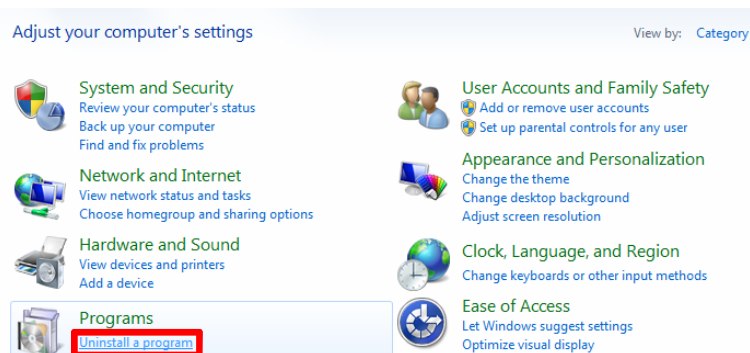 Adjust your computer's settings
View by: Category
System and Security
Review your computer's status
Back up your computer
Find and fix problems
Network and Internet
View network status and tasks
Choose homegroup and sharing options
Hardware and Sound
View devices and printers
Add a device
Programs
Uninstall a program
User Accounts and Family Safety
Add or remove user accounts
Set up parental controls for any user
Appearance and Personalization
Change the theme
Change desktop background
Adjust screen resolution
Clock, Language, and Region
Change keyboards or other input methods
Ease of Access
Let Windows suggest settings
Optimize visual display